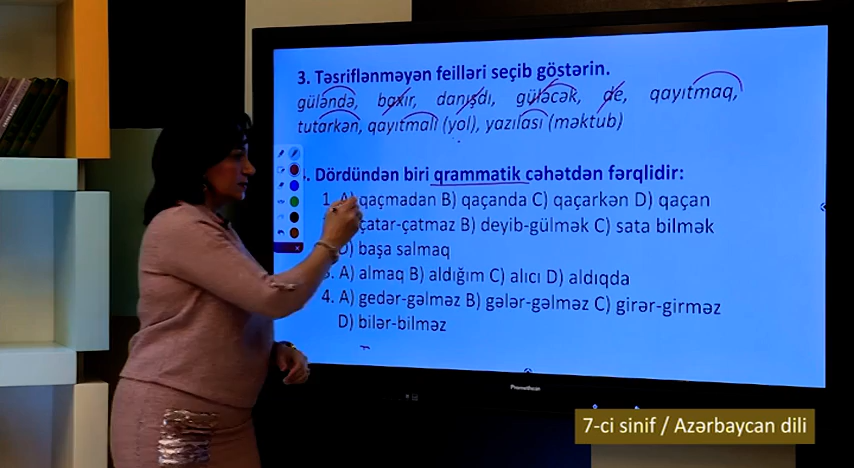 3. Təsriflənməyən feilləri seçib göstərin.
güləndə, baxır, danışdı, güləcək, de, qayıtmaq,
tutarkən, qayıtmalı (yol), yazılası (məktub)
. Dördündən biri qrammatik cəhətdən fərqlidir:
1. A) qaçmadan B) qaçanda C) qaçarkən D) qaçan
çatar-çatmaz B) deyib-gülmək C) sata bilmək
D) başa salmaq
3. A) almaq B) aldığım C) alıcı D) aldıqda
4. A) gedər-gəlməz B) gələr-gəlməz C) girər-girməz
D) bilər-bilməz
Promethean
7-ci sinif / Azərbaycan dili